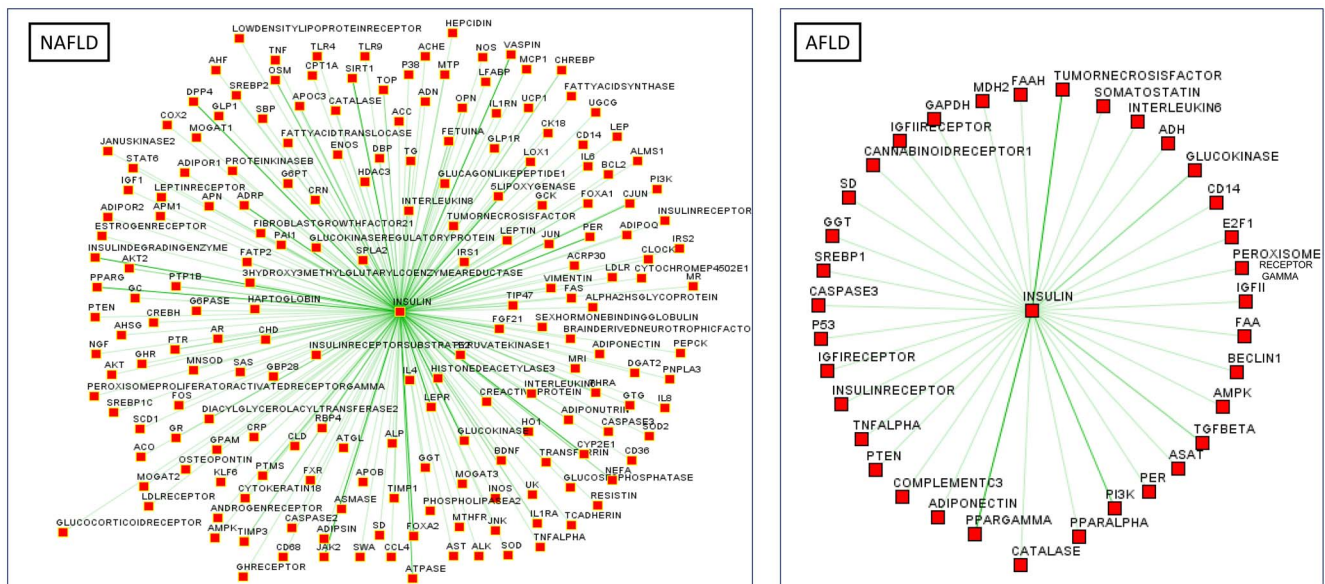 NAFLD
LOWDENSITYLIPOPROTEINRECEPTOR
HEPCIDIN
TNF
TLR4
TLR9
ACHE
NOS
VASPIN
AHF
OSM
CPT1A
SIRT1
P38
MTP
MCP1
CHREBP
DPP4
SREBP2
TOP
LFABP
GLP1
SBP
APOC3
CATALASE
ADN
OPN
IL1RN
UCP1
FATTYACIDSYNTHASE
COX2
ACC
UGCG
MOGAT1
FATTYACIDTRANSLOCASE
FETUINA
CK18
LEP
JANUSKINASE2
ENOS
DBP
TG
GLP1R
CD14
STAT6
ADIPOR1
PROTEINKINASEB
LOX1
IL6
ALMS1
IGF1
G6PT
HDAC3
GLUCAGONLIKEPEPTIDE1
BCL2
LEPTINRECEPTOR
CRN
5LIPOXYGENASE
PI3K
ADIPOR2
APM1
APN
ADRP
INTERLEUKIN8
GCK
FOXA1
CJUN
ESTROGENRECEPTOR
FIBROBLASTGROWTHFACTOR21
TUMORNECROSISFACTOR
INSULINRECEPTOR
PAI1
GLUCOKINASEREGULATORYPROTEIN
LEPTIN
JUN
PER
ADIPOQ
INSULINDEGRADINGENZYME
FATP2
SPLA2
IRS1
CLOCK
IRS2
AKT2
3HYDROXY3METHYLGLUTARYLCOENZYMEAREDUCTASE
ACRP30
LDLR
CYTOCHROMEP4502E1
PPARG
PTP1B
VIMENTIN
MR
GC
INSULIN
TIP47
FAS
PTEN
G6PASE
HAPTOGLOBIN
ALPHA2HSGLYCOPROTEIN
AHSG
CREBH
FGF21
SEXHORMONEBINDINGGLOBULIN
NGF
PTR
AR
CHD
BRAINDERIVEDNEUROTROPHICFACTO
INSULINRECEPTORSUBSTRATE2
PYRUVATEKINASE1
ADIPONECTIN
PEPCK
AKT
GHR
MNSOD
SAS
GBP28
MRI
DGAT2
PNPLA3
IL4
HISTONEDEACETYLASE3
PEROXISOMEPROLIFERATORACTIVATEDRECEPTORGAMMA
INTERLEUKIN6
CREACTIVEPROTEIN
GTG
IL8
SREBP1C
FOS
LEPR
DIACYLGLYCEROLACYLTRANSFERASE2
ADIPONUTRIN
SCD1
RBP4
CASPASE3
GR
CRP
HO1
SOD2
ACO
GPAM
CLD
ATGL
ALP
GLUCOKINASE
CYP2E1
OSTEOPONTIN
BDNF
TRANSFERRIN
CD36
KLF6
PTMS
FXR
APOB
GGT
NEFA
MOGAT2
MOGAT3
GLUCOSE6PHOSPHATASE
CYTOKERATIN18
ASMASE
TIMP1
INOS
UK
LDLRECEPTOR
PHOSPHOLIPASEA2
RESISTIN
ANDROGENRECEPTOR
IL1RA
TCADHERIN
GLUCOCORTICOIDRECEPTOR
CASPASE2
MTHFR
JNK
AMPK
TIMP3
ADIPSIN
SD
FOXA2
TNFALPHA
CD68
JAK2
SWA
CCL4
AST
ALK
SOD
GHRECEPTOR
ATPASE
AFLD
FAAH
TUMORNECROSISFACTOR
MDH2
SOMATOSTATIN
GAPDH
INTERLEUKIN6
IGFIIRECEPTOR
ADH
CANNABINOIDRECEPTOR1
GLUCOKINASE
SD
CD14
GGT
E2F1
SREBP1
PEROXISOME
RECEPTOR
GAMMA
CASPASE3
INSULIN
IGFII
P53
FAA
IGFIRECEPTOR
BECLIN1
INSULINRECEPTOR
AMPK
TNFALPHA
TGFBETA
PTEN
ASAT
COMPLEMENTC3
PER
ADIPONECTIN
PI3K
PPARGAMMA
PPARALPHA
CATALASE